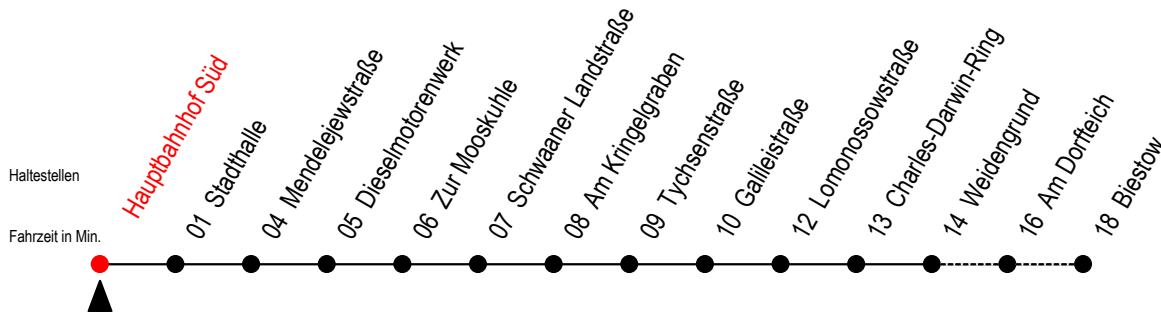 Hauptbahnhof Süd
01 Stadthalle
04 Mendelejewstraße
05 Dieselmotorenwerk
06 Zur Mooskuhle
07 Schwaaner Landstraße
08 Am Kringelgraben
09 Tychsenstraße
10 Galileistraße
12 Lomonossowstraße
13 Charles-Darwin-Ring
14 Weidengrund
16 Am Dorfteich
18 Biestow
Haltestellen
Fahrzeit in Min.